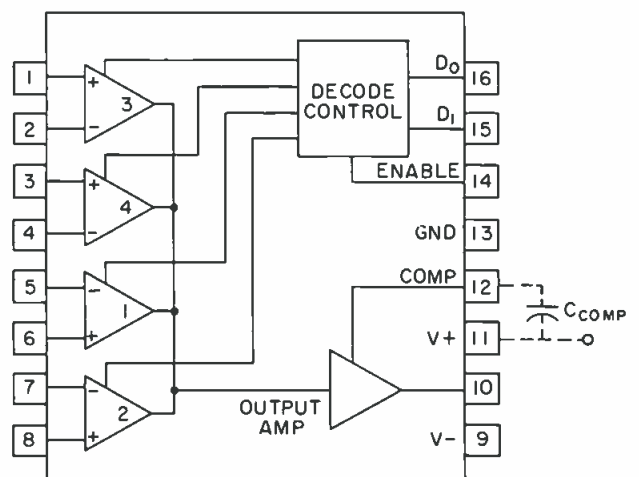 DECODE
CONTROL
D0
D1
ENABLE
GND
COMP
V+
V-
CCOMP
OUTPUT
AMP
1
2
3
4
5
6
7
8
16
15
14
13
12
11
10
9
+
3
-
+
4
-
-
1
+
-
2
+